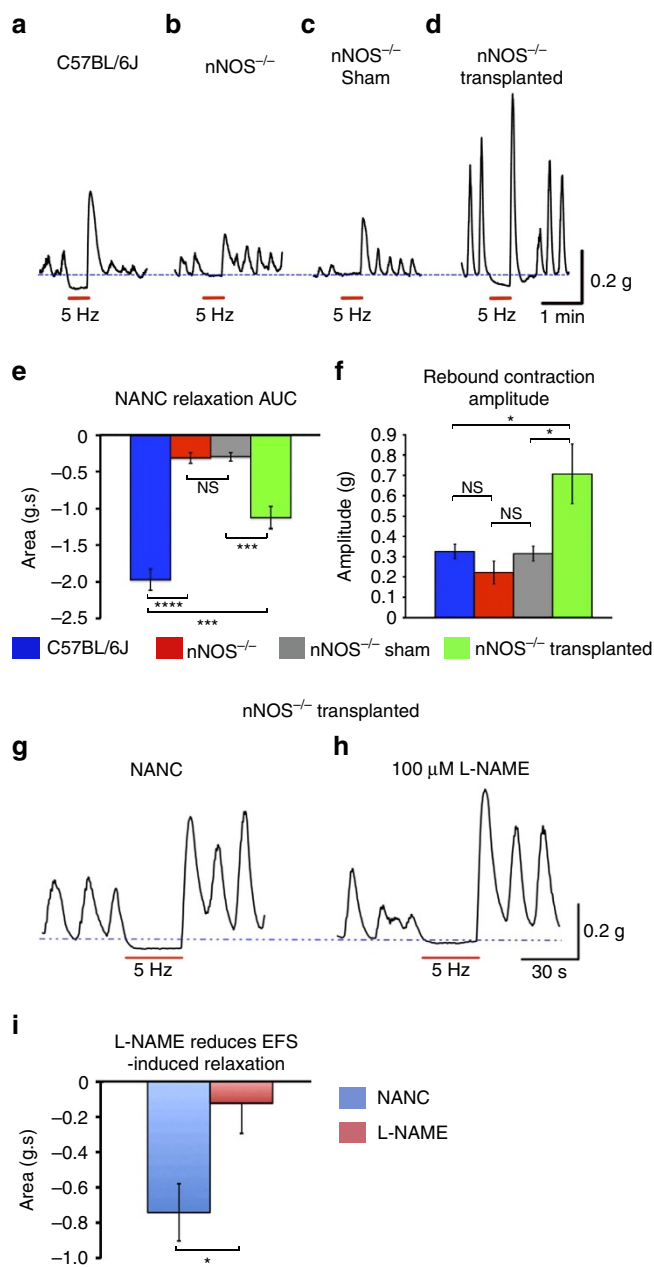 a b c d
C57BL/6J nNOS–/– nNOS–/– Sham nNOS–/– transplanted
5 Hz 5 Hz 5 Hz 5 Hz
0.2 g
1 min
e f
NANC relaxation AUC
Area (g.s)
0
–0.5
–1.0
–1.5
–2.0
–2.5
NS
***
****
***
Rebound contraction
amplitude
Amplitude (g)
0.9
0.8
0.7
0.6
0.5
0.4
0.3
0.2
0.1
0
*
*
NS
NS
C57BL/6J nNOS–/– nNOS–/– sham nNOS–/– transplanted
nNOS–/– transplanted
g h
NANC 100 μM L-NAME
5 Hz 5 Hz
0.2 g
30 s
i
L-NAME reduces EFS
-induced relaxation
Area (g.s)
0
–0.2
–0.4
–0.6
–0.8
–1.0
*
NANC
L-NAME